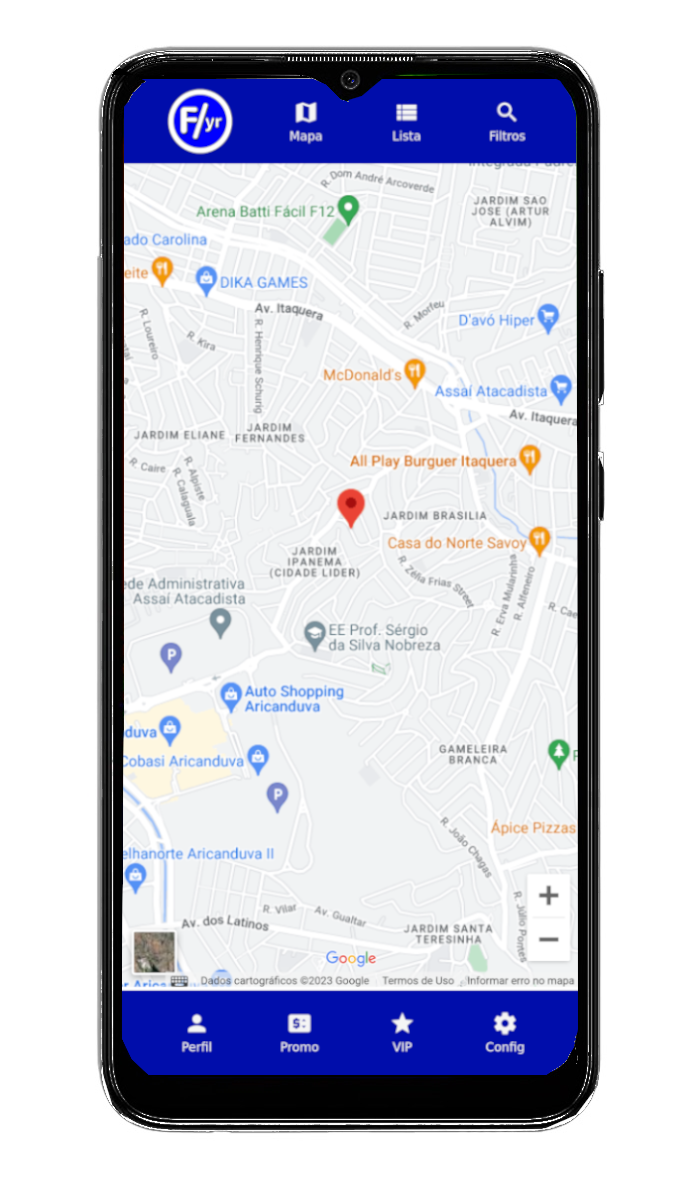 F/yr
Mapa
Lista
Filtros
R. Dom André Arcoverde
Arena Batti Fácil F12
JARDIM SAO
JOSE (ARTUR
ALVIM)
ado Carolina
eite
DIKA GAMES
Av. Itaquera
R. Morfeu
D'avó Hiper
R. Loureiro
R. Kira
R. Henrique Schurig
McDonald's
Assaí Atacadista
Av. Itaquera
JARDIM ELIANE
JARDIM
FERNANDES
All Play Burguer Itaquera
R. Caire
R. Alpiste
R. Calaguala
JARDIM BRASILIA
Casa do Norte Savoy
JARDIM
IPANEMA
(CIDADE LIDER)
R. Zélia Frias Street
R. Erva Mularinha
R. Alfeneiro
R. Cae
de Administrativa
Assaí Atacadista
EE Prof. Sérgio
da Silva Nobreza
P
Auto Shopping
Aricanduva
duva
Cobasi Aricanduva
GAMELEIRA
BRANCA
P
Ápice Pizzas
R. João Chagas
elhanorte Aricanduva II
R. Júlio Pontes
+
−
Av. dos Latinos
R. Vilar
Av. Gualtar
JARDIM SANTA
TERESINHA
Google
Dados cartográficos ©2023 Google
Termos de Uso
Informar erro no mapa
Perfil
Promo
VIP
Config